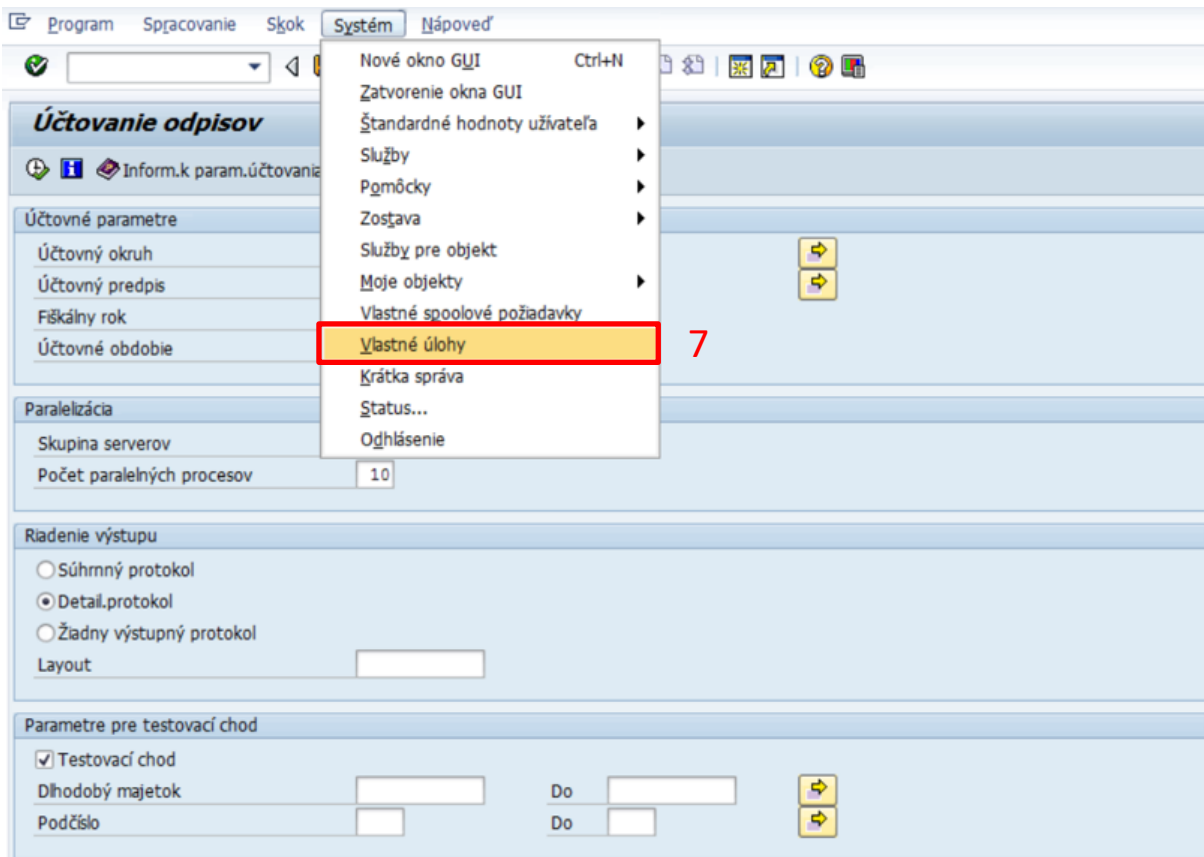 Program Spracovanie Skok Systém Nápoveď
Nové okno GUI Ctrl+N
Zatvorenie okna GUI
Štandardné hodnoty užívateľa
Služby
Pomôcky
Zostava
Služby pre objekt
Moje objekty
Vlastné spoolové požiadavky
Vlastné úlohy 7
Krátka správa
Status...
Odhlásenie
Účtovanie odpisov
Inform.k param.účtovania
Účtovné parametre
Účtovný okruh
Účtovný predpis
Fiškálny rok
Účtovné obdobie
Paralelizácia
Skupina serverov
Počet paralelných procesov 10
Riadenie výstupu
Súhrnný protokol
Detail.protokol
Žiadny výstupný protokol
Layout
Parametre pre testovací chod
Testovací chod
Dlhodobý majetok Do
Podčíslo Do